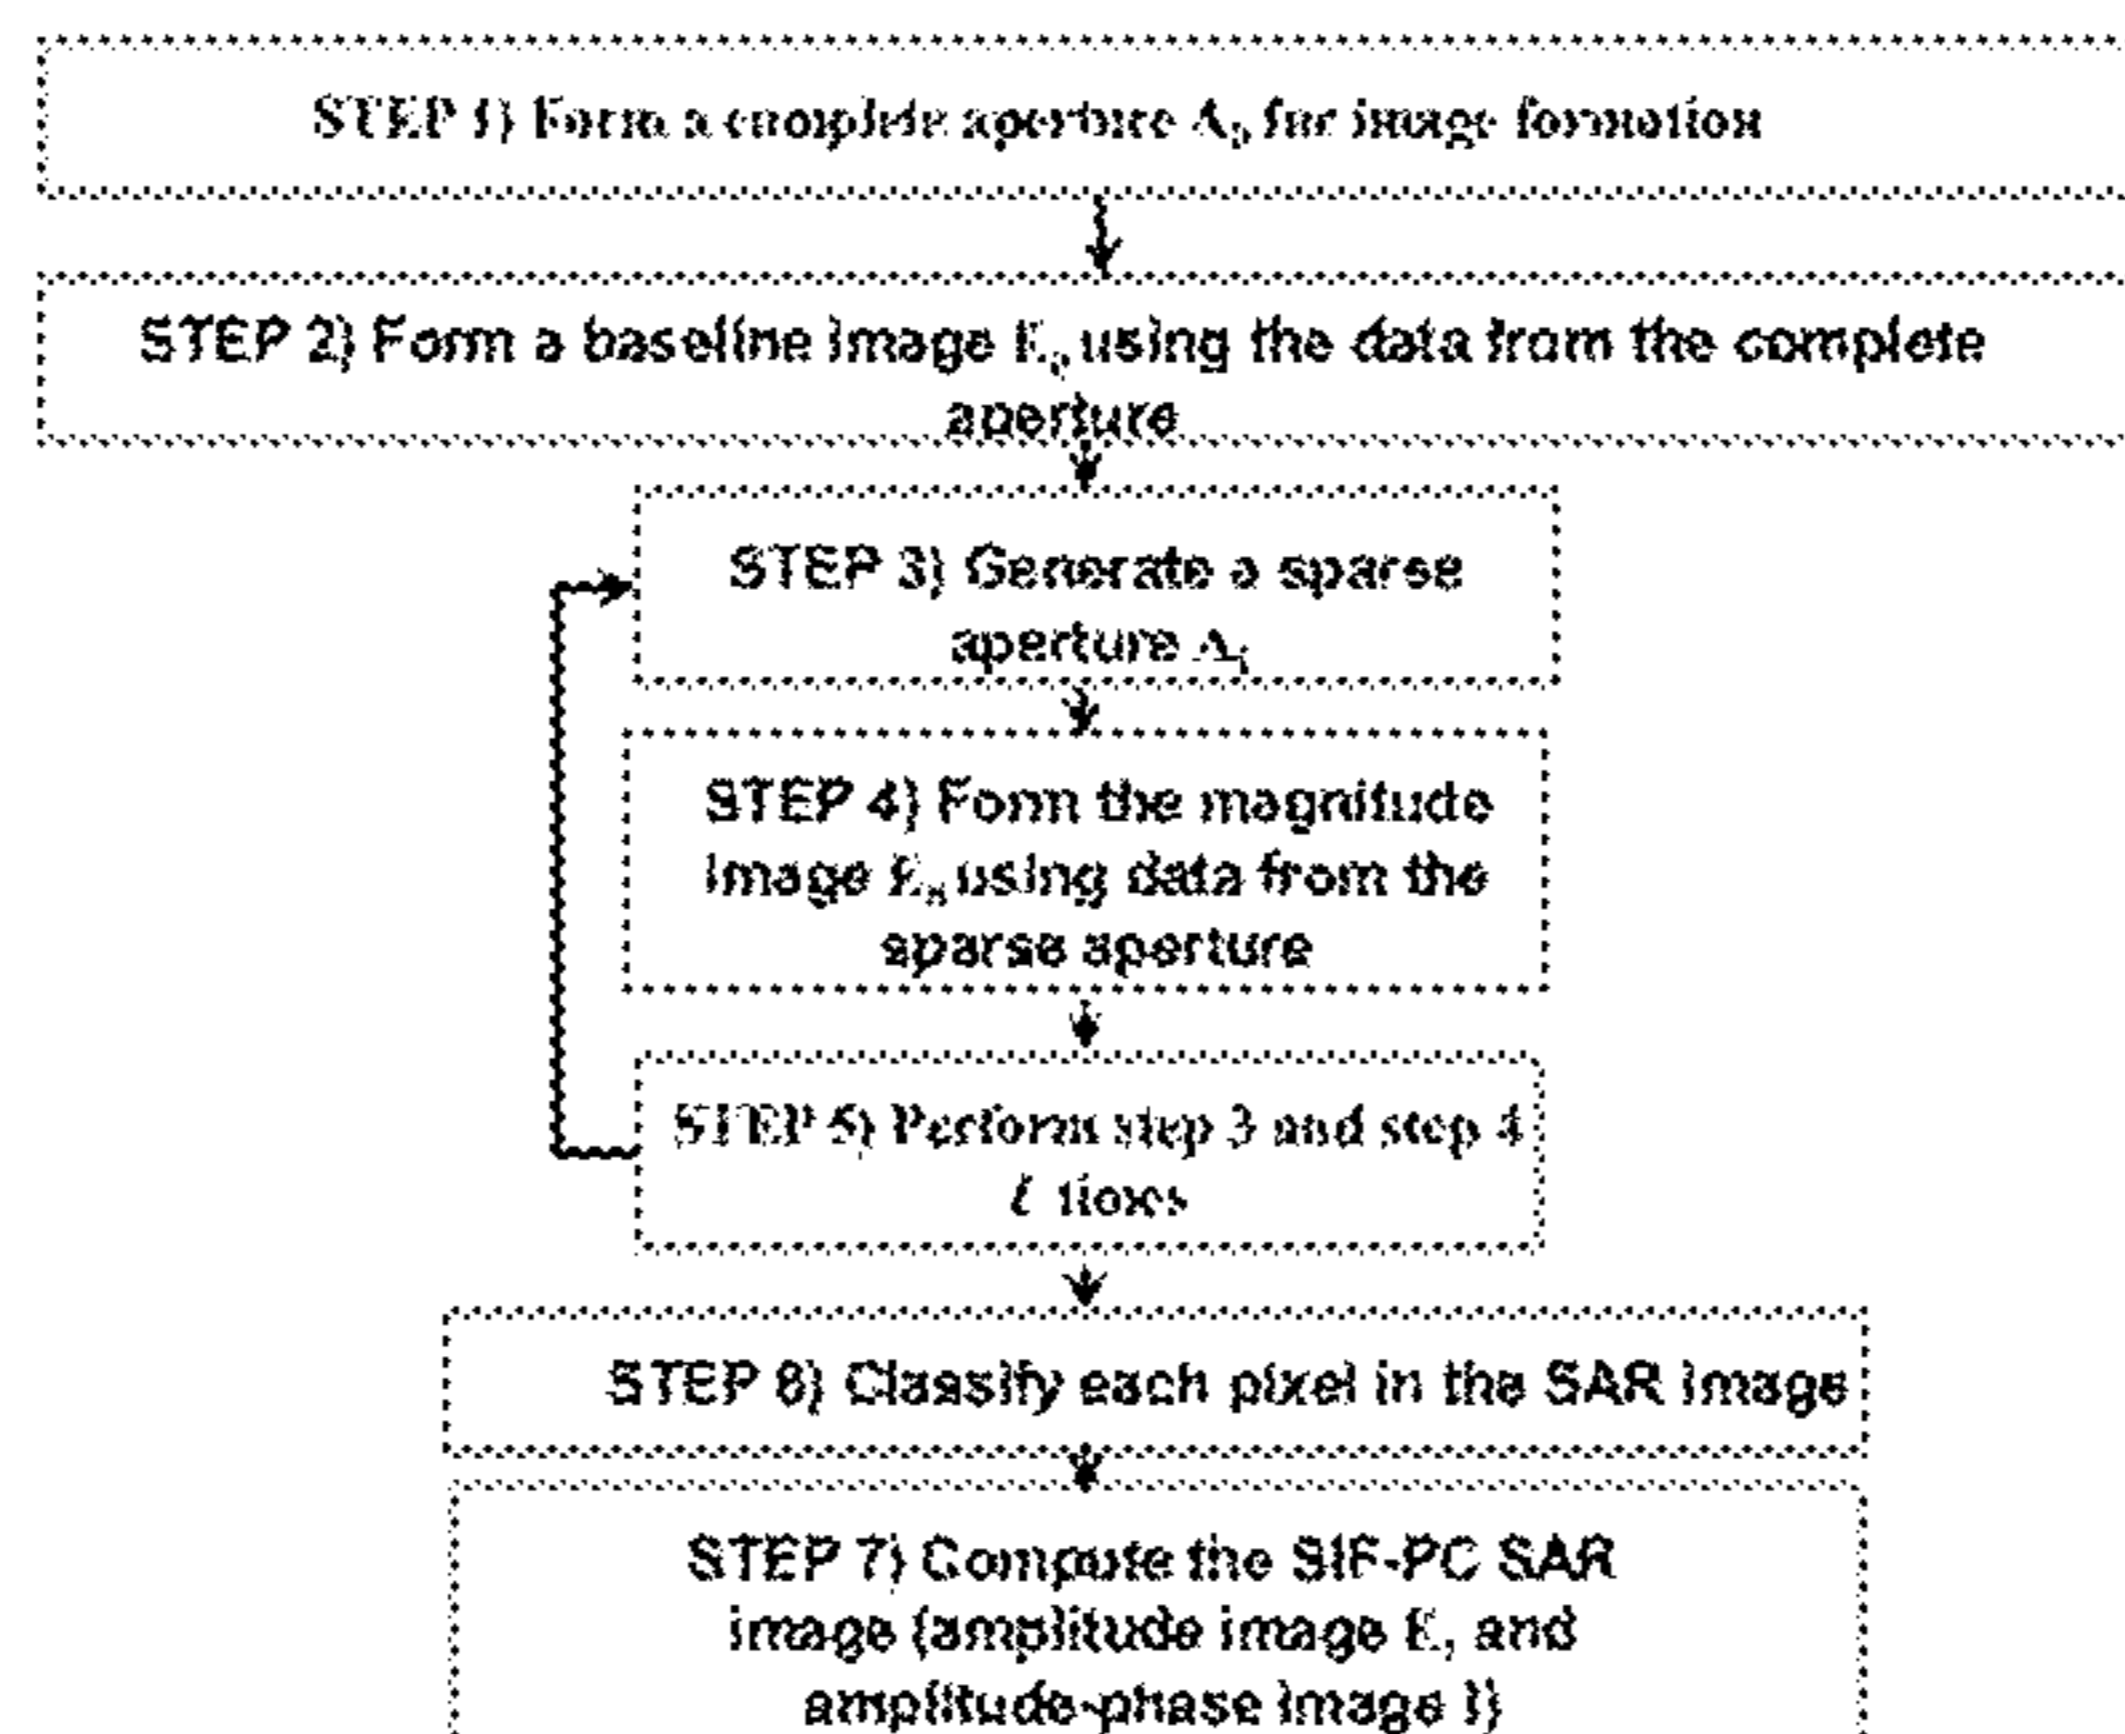 STEP 1) Form a complete aperture A₀ for image formation
STEP 2) Form a baseline image E₀ using the data from the complete
aperture
STEP 3) Generate a sparse
aperture A
STEP 4) Form the magnitude
image E using data from the
sparse aperture
STEP 5) Perform step 3 and step 4
ℓ times
STEP 6) Classify each pixel in the SAR image
STEP 7) Compute the SIF-PC SAR
image (amplitude image E and
amplitude-phase image I)